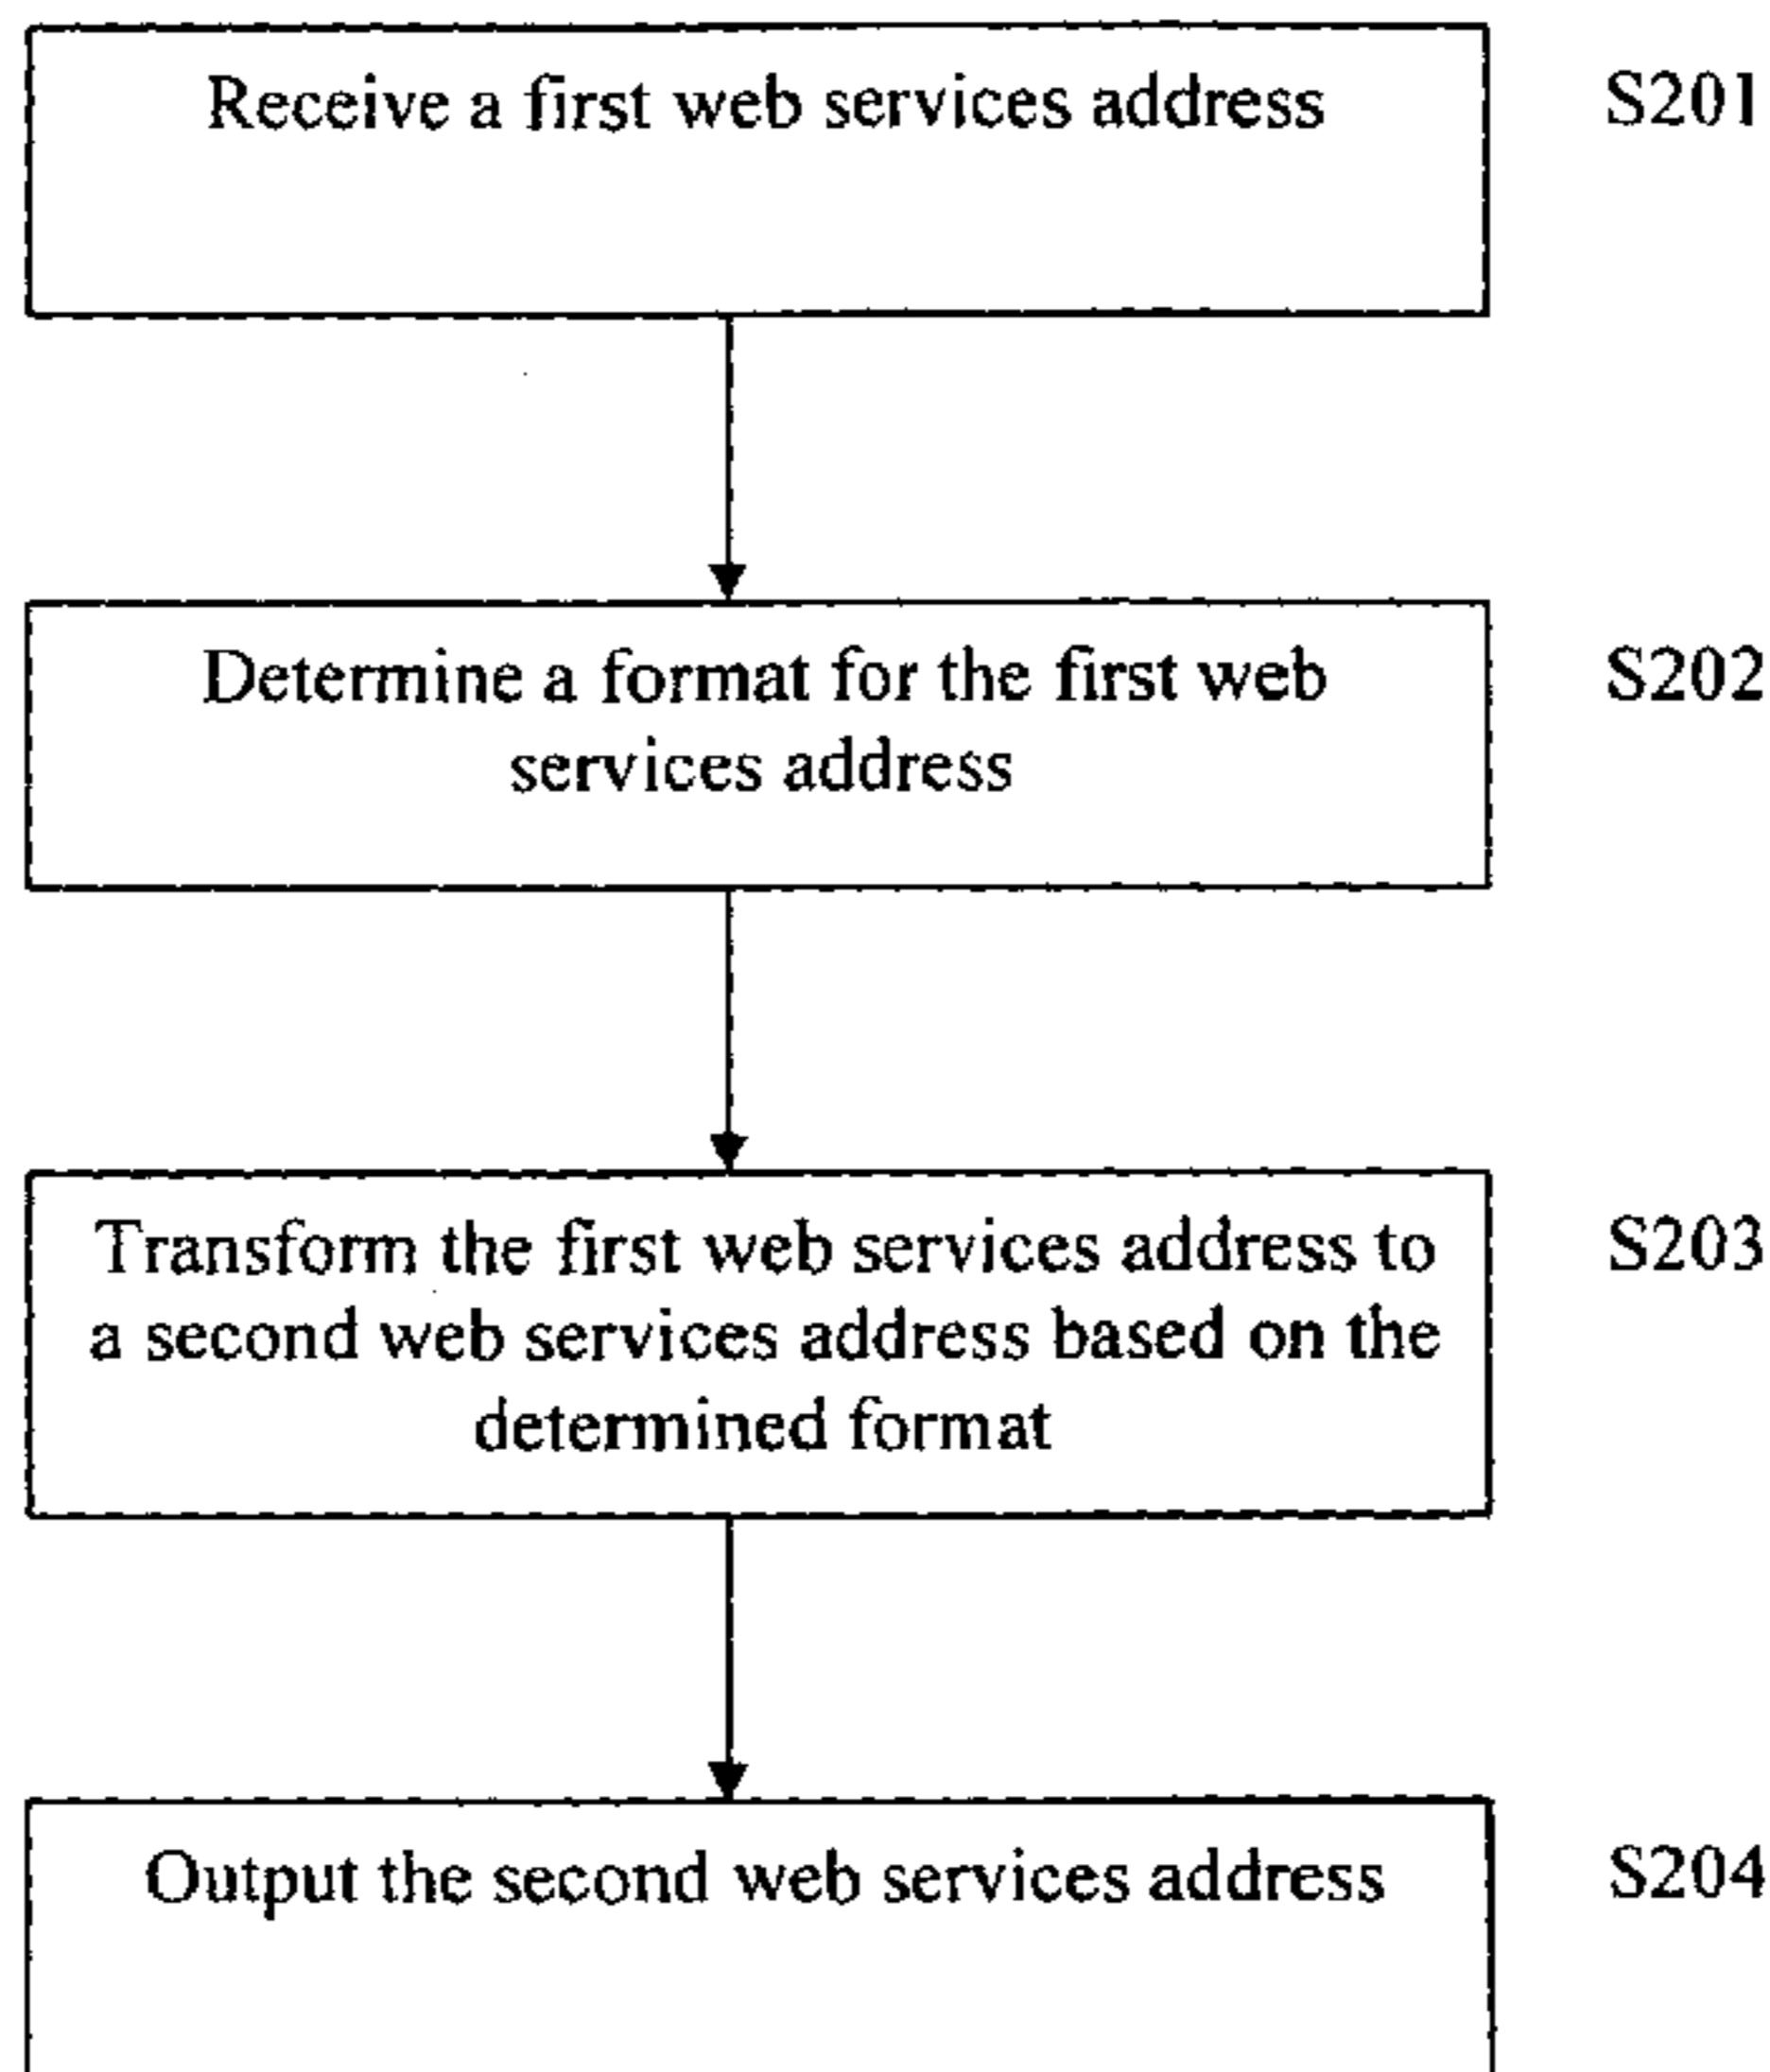 Receive a first web services address S201
Determine a format for the first web S202
services address
Transform the first web services address to S203
a second web services address based on the
determined format
Output the second web services address S204